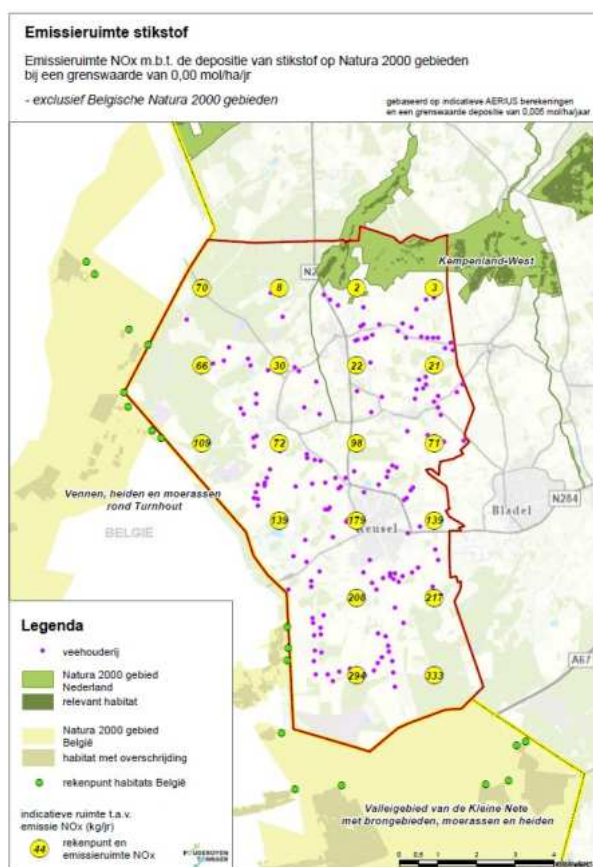 Emissieruimte stikstof
Emissieruimte NOx m.b.t. de depositie van stikstof op Natura 2000 gebieden
bij een grenswaarde van 0,00 mol/ha/jr
- exclusief Belgische Natura 2000 gebieden
gebaseerd op indicatieve AERIUS berekeningen
en een grenswaarde depositie van 0,005 mol/ha/jaar
Kempenland-West
N2
70 8 2 3
66 30 22 21
109 72 98 71
Vennen, heiden en moerassen
rond Turnhout
N284
Bladel
139 179 139
Reusel
BELGIË
208 217
A67
294 333
Legenda
veehouderij
Natura 2000 gebied
Nederland
relevant habitat
Natura 2000 gebied
België
habitat met overschrijding
rekenpunt habitats België
indicatieve ruimte t.a.v.
emissie NOx (kg/jr)
44 rekenpunt en
emissieruimte NOx
Valleigebied van de Kleine Nete
met brongebieden, moerassen en heiden